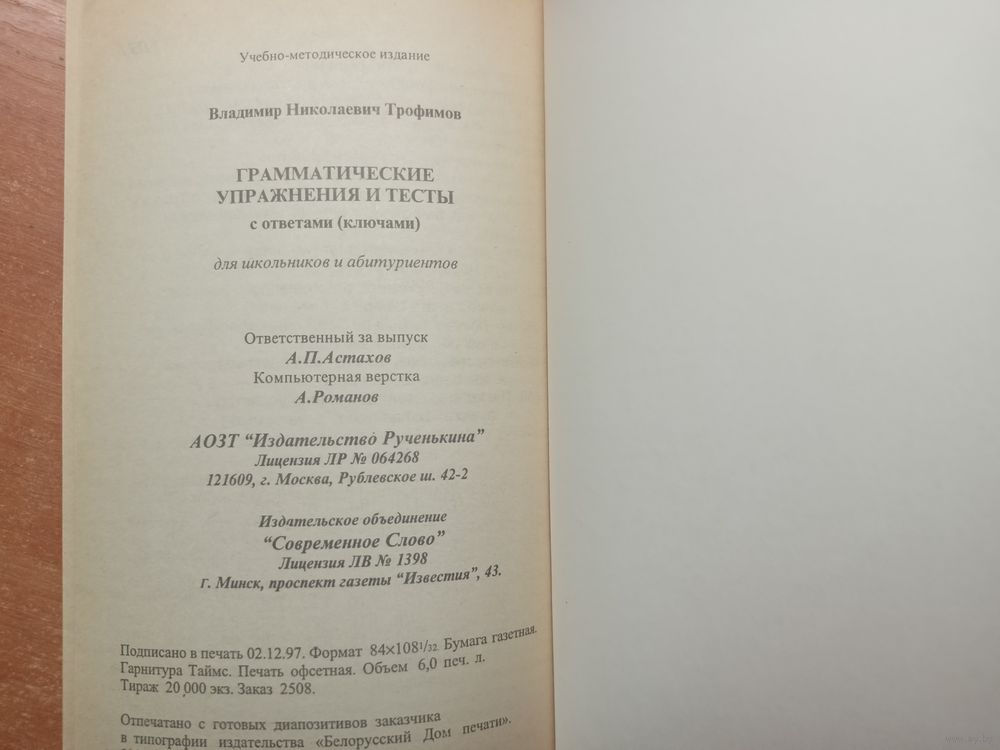 Учебно-методическое издание
Владимир Николаевич Трофимов
ГРАММАТИЧЕСКИЕ
УПРАЖНЕНИЯ И ТЕСТЫ
с ответами (ключами)
для школьников и абитуриентов
Ответственный за выпуск
А.П.Астахов
Компьютерная верстка
А.Романов
АОЗТ “Издательство Рученькина”
Лицензия ЛР № 064268
121609, г. Москва, Рублевское ш. 42-2
Издательское объединение
“Современное Слово”
Лицензия ЛВ № 1398
г. Минск, проспект газеты “Известия”, 43.
Подписано в печать 02.12.97. Формат 84×108 1/32. Бумага газетная.
Гарнитура Таймс. Печать офсетная. Объем 6,0 печ. л.
Тираж 20 000 экз. Заказ 2508.
Отпечатано с готовых диапозитивов заказчика
в типографии издательства «Белорусский Дом печати».